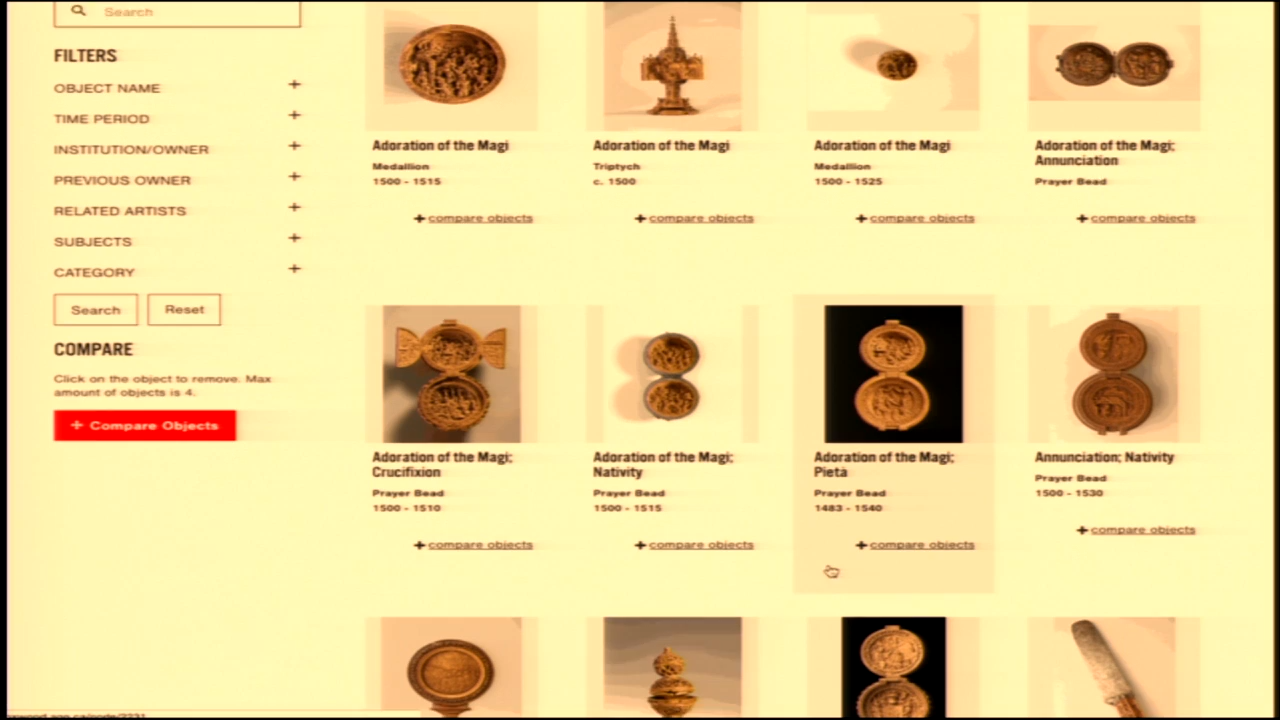 Search
FILTERS
OBJECT NAME +
TIME PERIOD +
INSTITUTION/OWNER +
PREVIOUS OWNER +
RELATED ARTISTS +
SUBJECTS +
CATEGORY +
Search Reset
COMPARE
Click on the object to remove. Max
amount of objects is 4.
+ Compare Objects
Adoration of the Magi
Medallion
1500 - 1515
+compare objects
Adoration of the Magi
Triptych
c. 1500
+compare objects
Adoration of the Magi
Medallion
1500 - 1525
+compare objects
Adoration of the Magi;
Annunciation
Prayer Bead
+compare objects
Adoration of the Magi;
Crucifixion
Prayer Bead
1500 - 1510
+compare objects
Adoration of the Magi;
Nativity
Prayer Bead
1500 - 1515
+compare objects
Adoration of the Magi;
Pietà
Prayer Bead
1483 - 1540
+compare objects
Annunciation; Nativity
Prayer Bead
1500 - 1530
+compare objects